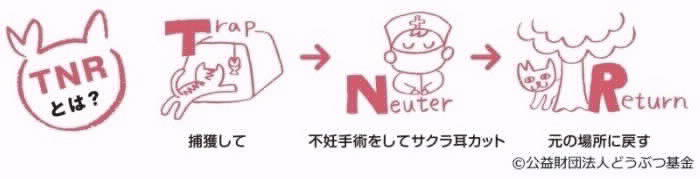 TNR
とは?
Trap
捕獲して
Neuter
不妊手術をしてサクラ耳カット
Return
元の場所に戻す
©公益財団法人どうぶつ基金